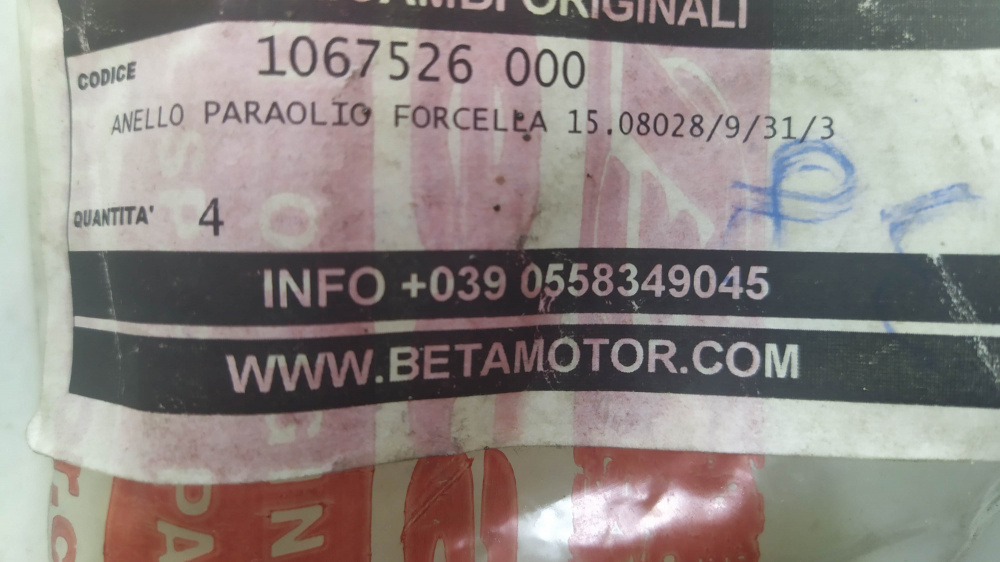 ORIGINALI
CODICE 1067526 000
ANELLO PARAOLIO FORCELLA 15.08028/9/31/3
QUANTITA' 4
INFO +039 0558349045
WWW.BETAMOTOR.COM